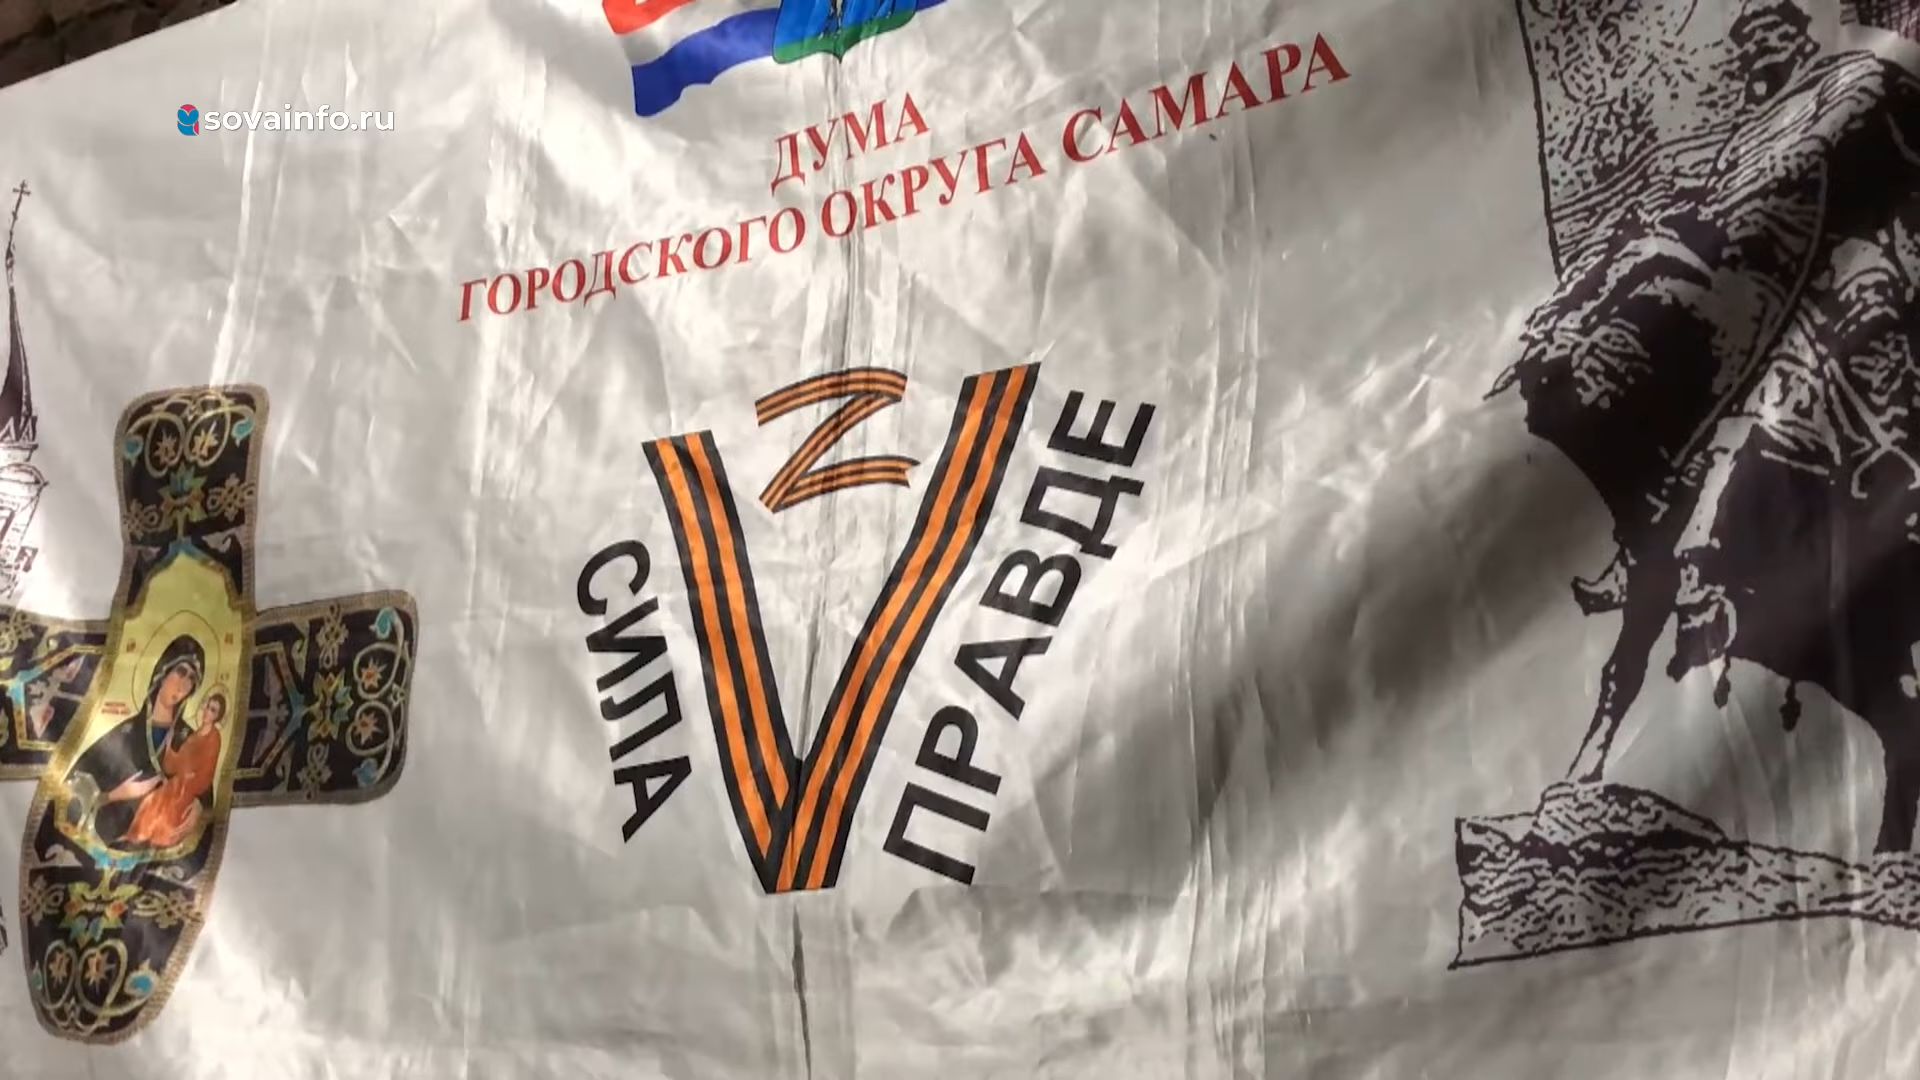 sovainfo.ru
ДУМА
ГОРОДСКОГО ОКРУГА САМАРА
Z
V
СИЛА
ПРАВДЕ